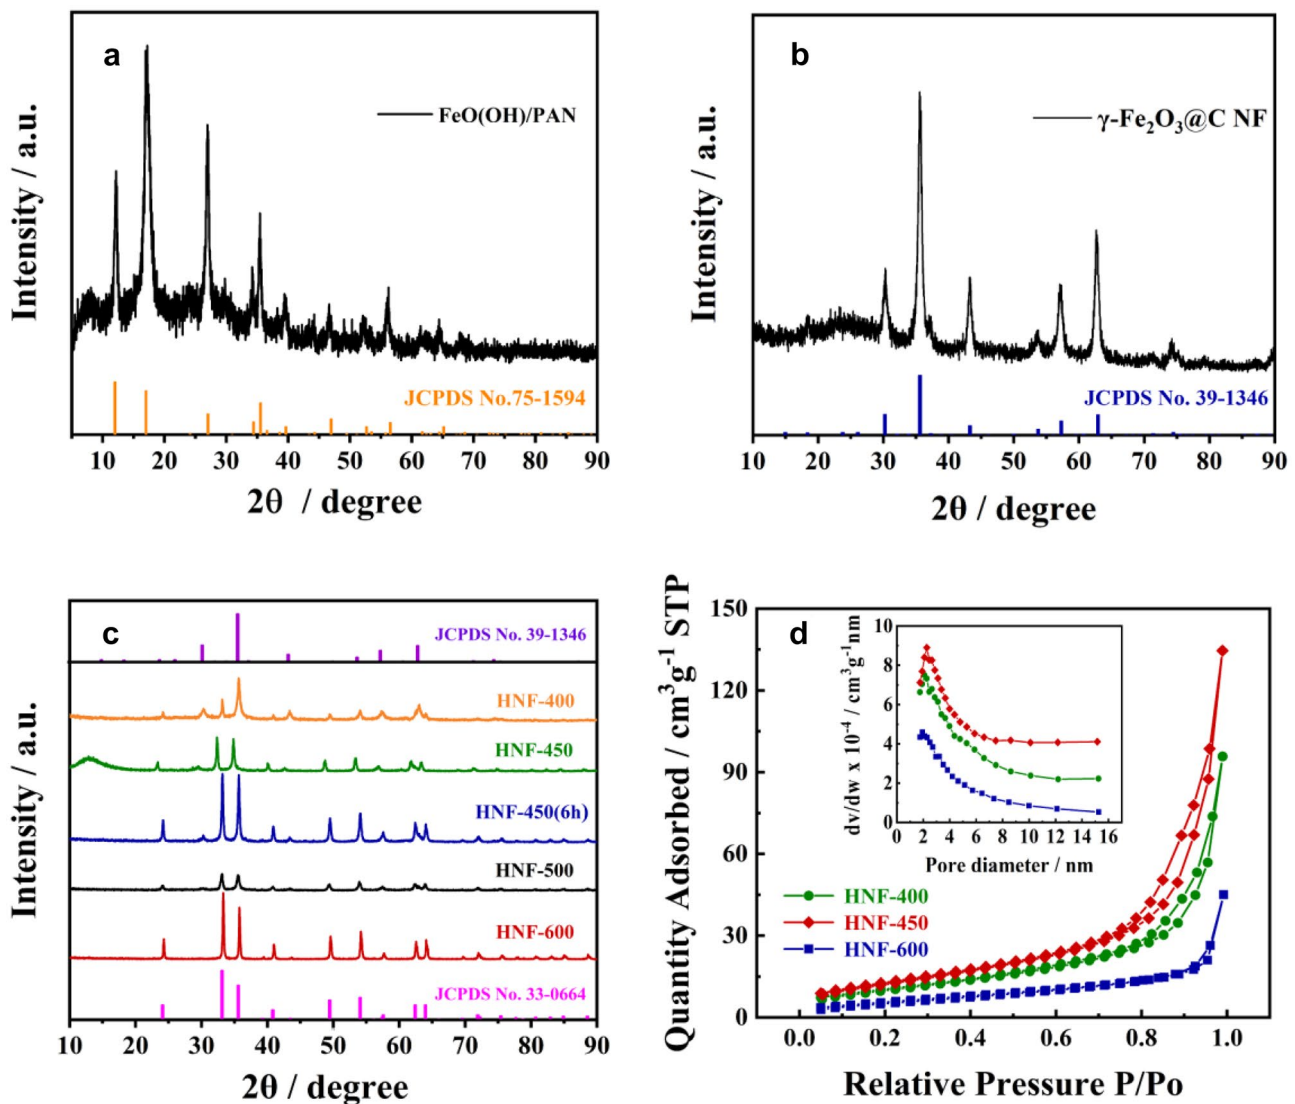 a
FeO(OH)/PAN
Intensity / a.u.
JCPDS No.75-1594
10 20 30 40 50 60 70 80 90
2θ / degree
b
γ-Fe₂O₃@C NF
Intensity / a.u.
JCPDS No. 39-1346
10 20 30 40 50 60 70 80 90
2θ / degree
c
JCPDS No. 39-1346
HNF-400
HNF-450
HNF-450(6h)
HNF-500
HNF-600
JCPDS No. 33-0664
Intensity / a.u.
10 20 30 40 50 60 70 80 90
2θ / degree
d
Quantity Adsorbed / cm³g⁻¹ STP
150
120
90
60
30
0
dv/dw x 10⁻⁴ / cm³g⁻¹nm
10
8
6
4
2
0
0 2 4 6 8 10 12 14 16
Pore diameter / nm
HNF-400
HNF-450
HNF-600
0.0 0.2 0.4 0.6 0.8 1.0
Relative Pressure P/Po